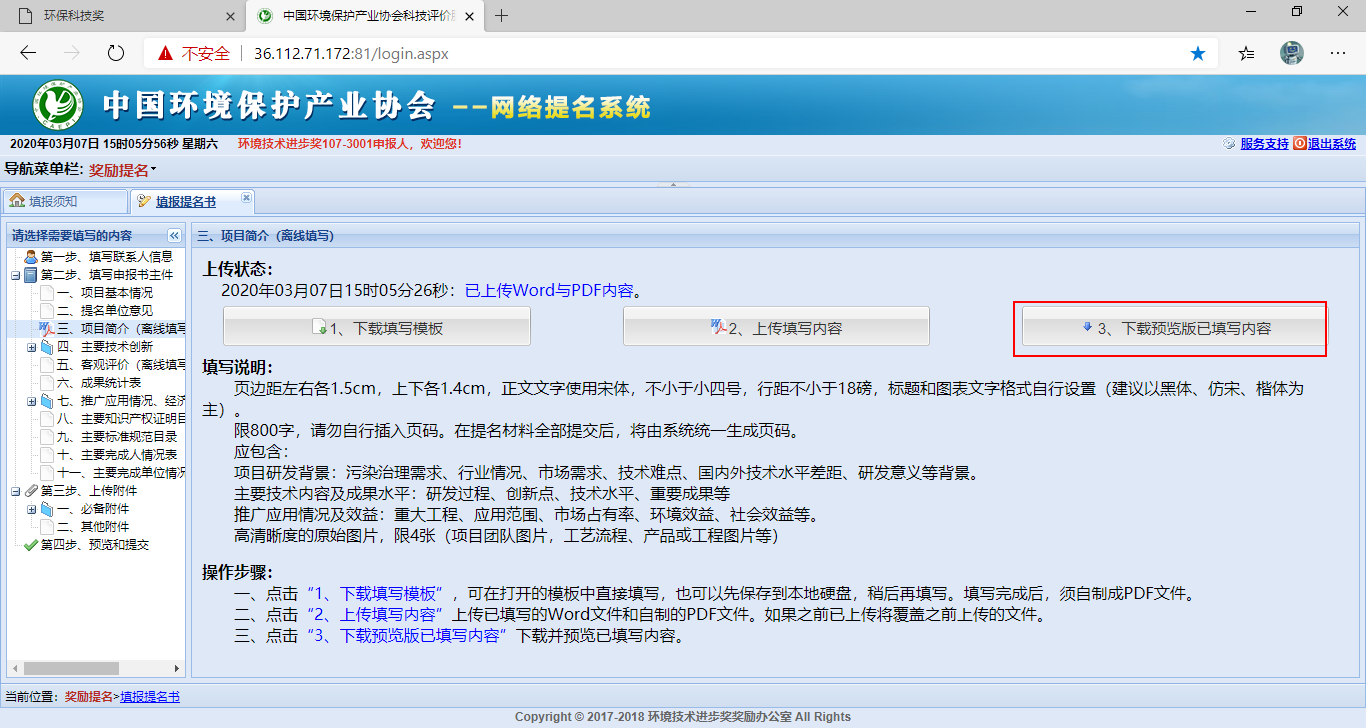 环保科技奖
中国环境保护产业协会科技评价
不安全 36.112.71.172:81/login.aspx
CAEPI
中国环境保护产业协会 --网络提名系统
2020年03月07日 15时05分56秒 星期六 环境技术进步奖107-3001申报人，欢迎您！ 服务支持 退出系统
导航菜单栏: 奖励提名
填报须知 填报提名书
请选择需要填写的内容
第一步、填写联系人信息
第二步、填写申报书主件
一、项目基本情况
二、提名单位意见
三、项目简介（离线填写
四、主要技术创新
五、客观评价（离线填写
六、成果统计表
七、推广应用情况、经济
八、主要知识产权证明目
九、主要标准规范目录
十、主要完成人情况表
十一、主要完成单位情况
第三步、上传附件
一、必备附件
二、其他附件
第四步、预览和提交
三、项目简介（离线填写）
上传状态:
2020年03月07日15时05分26秒：已上传Word与PDF内容。
1、下载填写模板 2、上传填写内容 3、下载预览版已填写内容
填写说明:
页边距左右各1.5cm，上下各1.4cm，正文文字使用宋体，不小于小四号，行距不小于18磅，标题和图表文字格式自行设置（建议以黑体、仿宋、楷体为
主）。
限800字，请勿自行插入页码。在提名材料全部提交后，将由系统统一生成页码。
应包含：
项目研发背景：污染治理需求、行业情况、市场需求、技术难点、国内外技术水平差距、研发意义等背景。
主要技术内容及成果水平：研发过程、创新点、技术水平、重要成果等
推广应用情况及效益：重大工程、应用范围、市场占有率、环境效益、社会效益等。
高清晰度的原始图片，限4张（项目团队图片，工艺流程、产品或工程图片等）
操作步骤:
一、点击“1、下载填写模板”，可在打开的模板中直接填写，也可以先保存到本地硬盘，稍后再填写。填写完成后，须自制成PDF文件。
二、点击“2、上传填写内容”上传已填写的Word文件和自制的PDF文件。如果之前已上传将覆盖之前上传的文件。
三、点击“3、下载预览版已填写内容”下载并预览已填写内容。
当前位置: 奖励提名>填报提名书
Copyright © 2017-2018 环境技术进步奖奖励办公室 All Rights